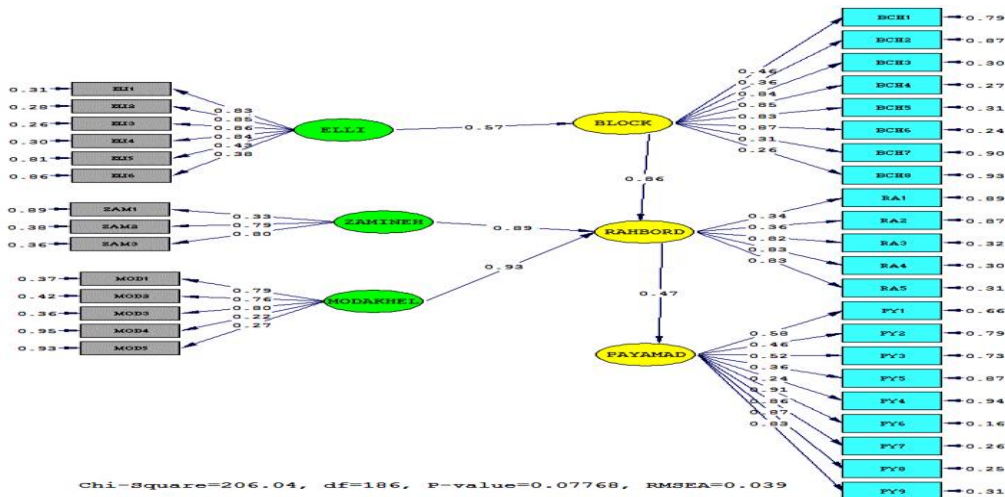 0.31 ELI1
0.28 ELI2
0.26 ELI3
0.30 ELI4
0.81 ELI5
0.86 ELI6
0.83
0.85
0.86
0.84
0.43
0.38
ELLI
0.57
BLOCK
0.46
0.36
0.84
0.85
0.83
0.87
0.31
0.26
BCH1 0.79
BCH2 0.87
BCH3 0.30
BCH4 0.27
BCH5 0.31
BCH6 0.24
BCH7 0.90
BCH8 0.93
0.86
0.89 ZAM1
0.38 ZAM2
0.36 ZAM3
0.33
0.79
0.80
ZAMINEH
0.89
RAHBORD
0.34
0.36
0.82
0.83
0.83
RA1 0.89
RA2 0.87
RA3 0.32
RA4 0.30
RA5 0.31
0.37 MOD1
0.42 MOD2
0.36 MOD3
0.95 MOD4
0.93 MOD5
0.79
0.76
0.80
0.22
0.27
MODAKHEL
0.93
0.47
PAYAMAD
0.58
0.46
0.52
0.36
0.24
0.91
0.86
0.87
0.83
PY1 0.66
PY2 0.79
PY3 0.73
PY5 0.87
PY4 0.94
PY6 0.16
PY7 0.26
PY8 0.25
PY9 0.31
Chi-Square=206.04, df=186, P-value=0.07768, RMSEA=0.039